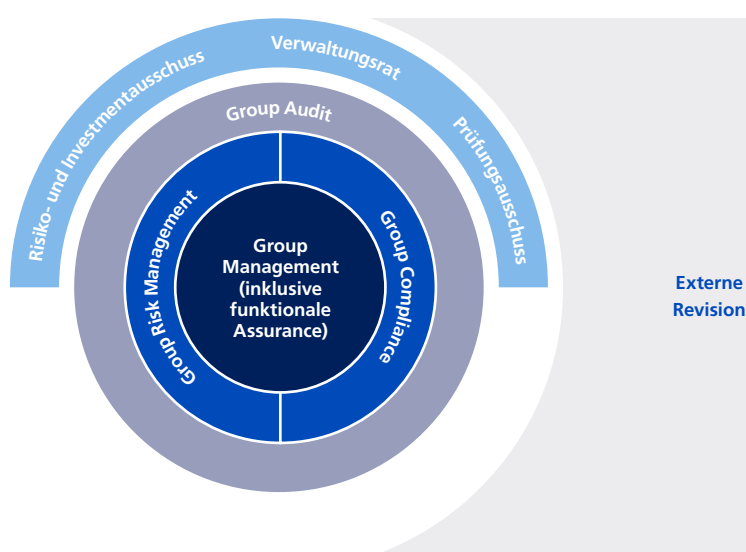 Risiko- und Investmentausschuss
Verwaltungsrat
Prüfungsausschuss
Group Audit
Group Risk Management
Group Compliance
Group
Management
(inklusive
funktionale
Assurance)
Externe
Revision